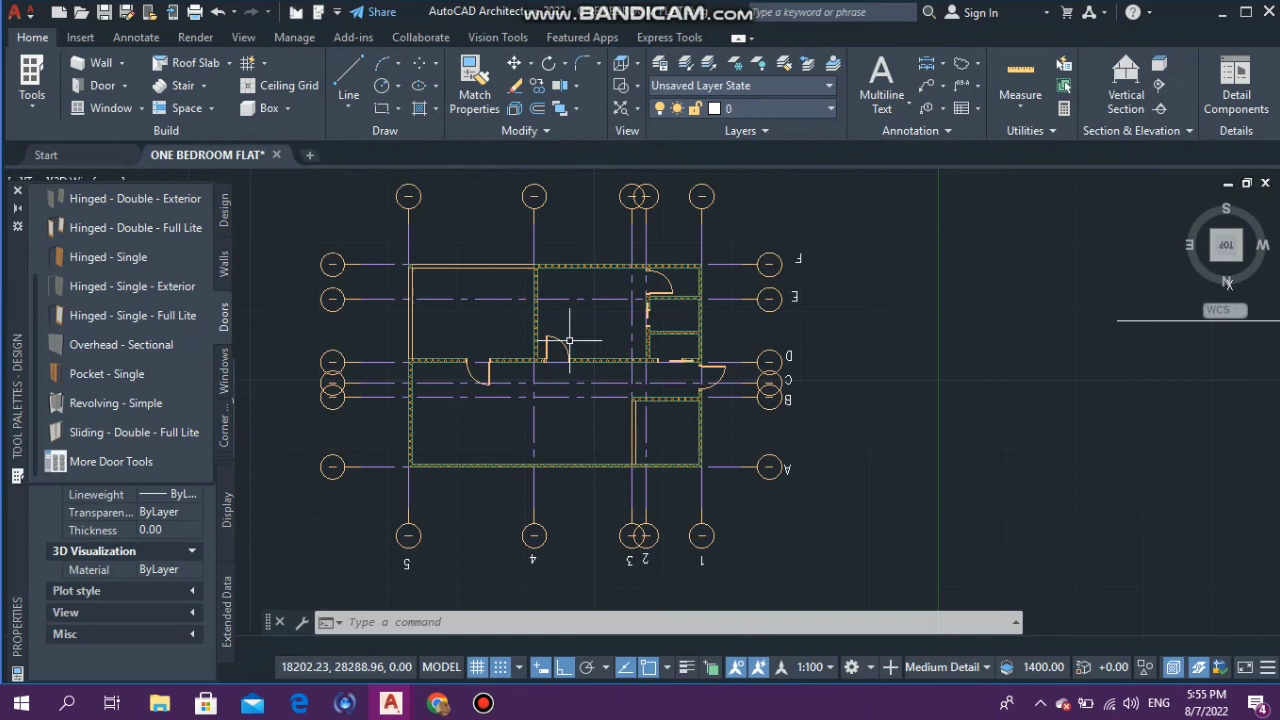 Share
AutoCAD Architect
2023
ONE BEDROOM FLAT
www.BANDICAM.com
Type a keyword or phrase
Sign In
Home Insert Annotate Render View Manage Add-ins Collaborate Vision Tools Featured Apps Express Tools
Tools
Wall
Door
Window
Roof Slab
Stair
Space
Ceiling Grid
Box
Build
Line
Draw
Match
Properties
Modify
View
Unsaved Layer State
0
Layers
Multiline
Text
Annotation
Measure
Utilities
Vertical
Section
Section & Elevation
Detail
Components
Details
Start
ONE BEDROOM FLAT*
TOOL PALETTES - DESIGN
Hinged - Double - Exterior
Hinged - Double - Full Lite
Hinged - Single
Hinged - Single - Exterior
Hinged - Single - Full Lite
Overhead - Sectional
Pocket - Single
Revolving - Simple
Sliding - Double - Full Lite
More Door Tools
Design
Walls
Doors
Windows
Corner ...
PROPERTIES
Lineweight ByL...
Transparen... ByLayer
Thickness 0.00
3D Visualization
Material ByLayer
Plot style
View
Misc
Display
Extended Data
F
E
D
C
B
A
5 4 3 2 1
S
E TOP W
N
X
WCS
Type a command
18202.23, 28288.96, 0.00 MODEL 1:100 Medium Detail 1400.00 +0.00
ENG
5:55 PM
8/7/2022
4